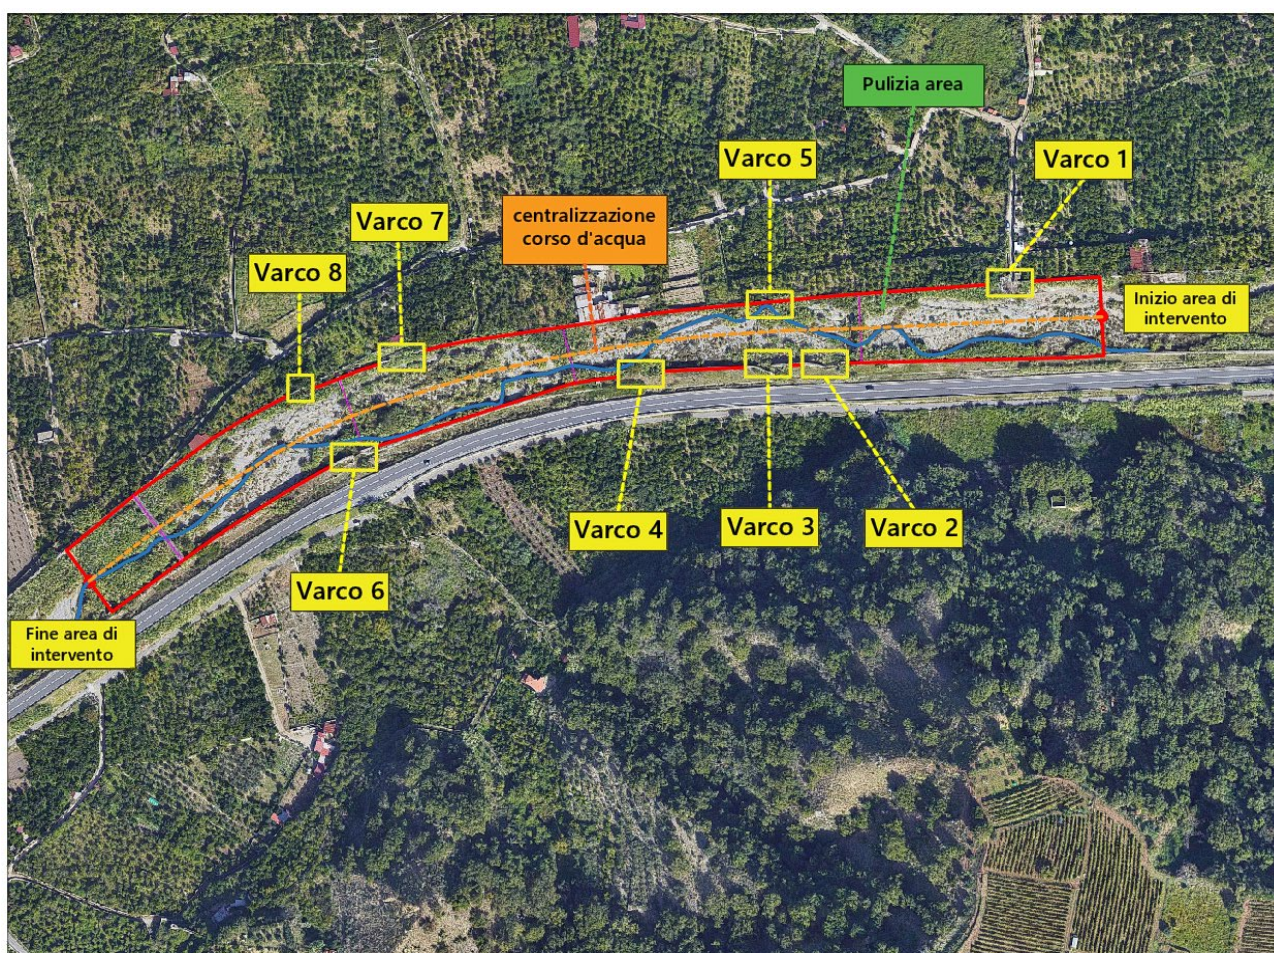 Pulizia area
Varco 5
Varco 1
centralizzazione
corso d'acqua
Varco 7
Varco 8
Inizio area di
intervento
Varco 4
Varco 3
Varco 2
Varco 6
Fine area di
intervento